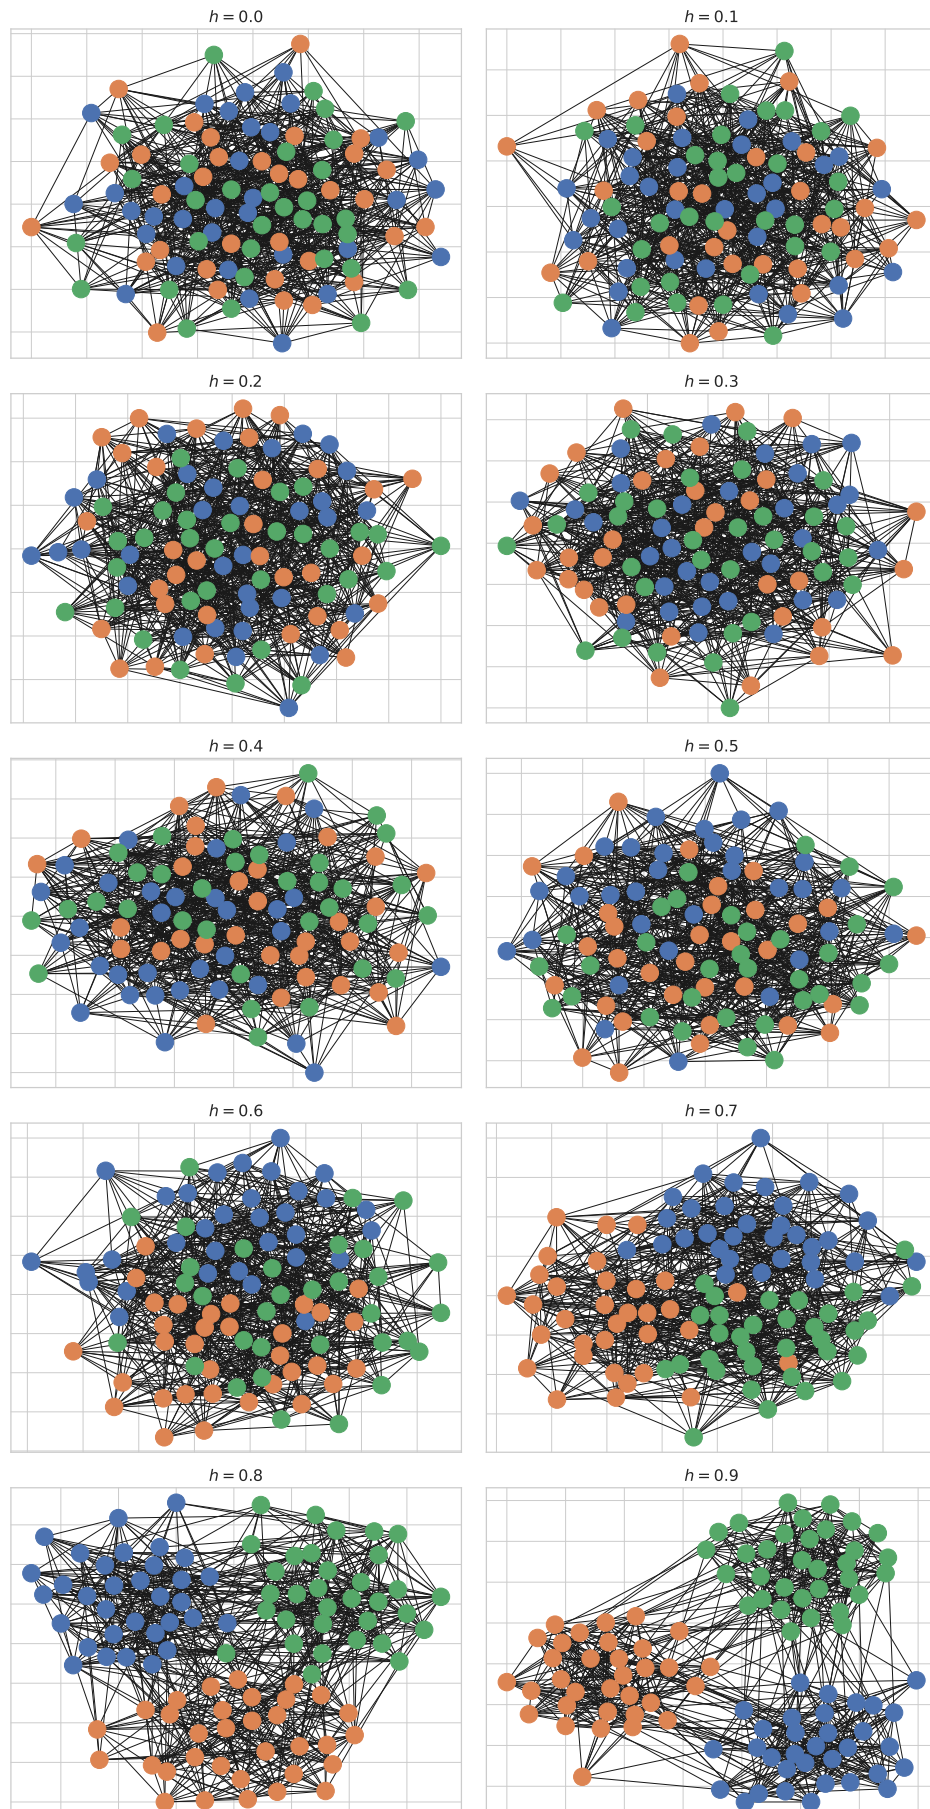 h = 0.0
h = 0.1
h = 0.2
h = 0.3
h = 0.4
h = 0.5
h = 0.6
h = 0.7
h = 0.8
h = 0.9